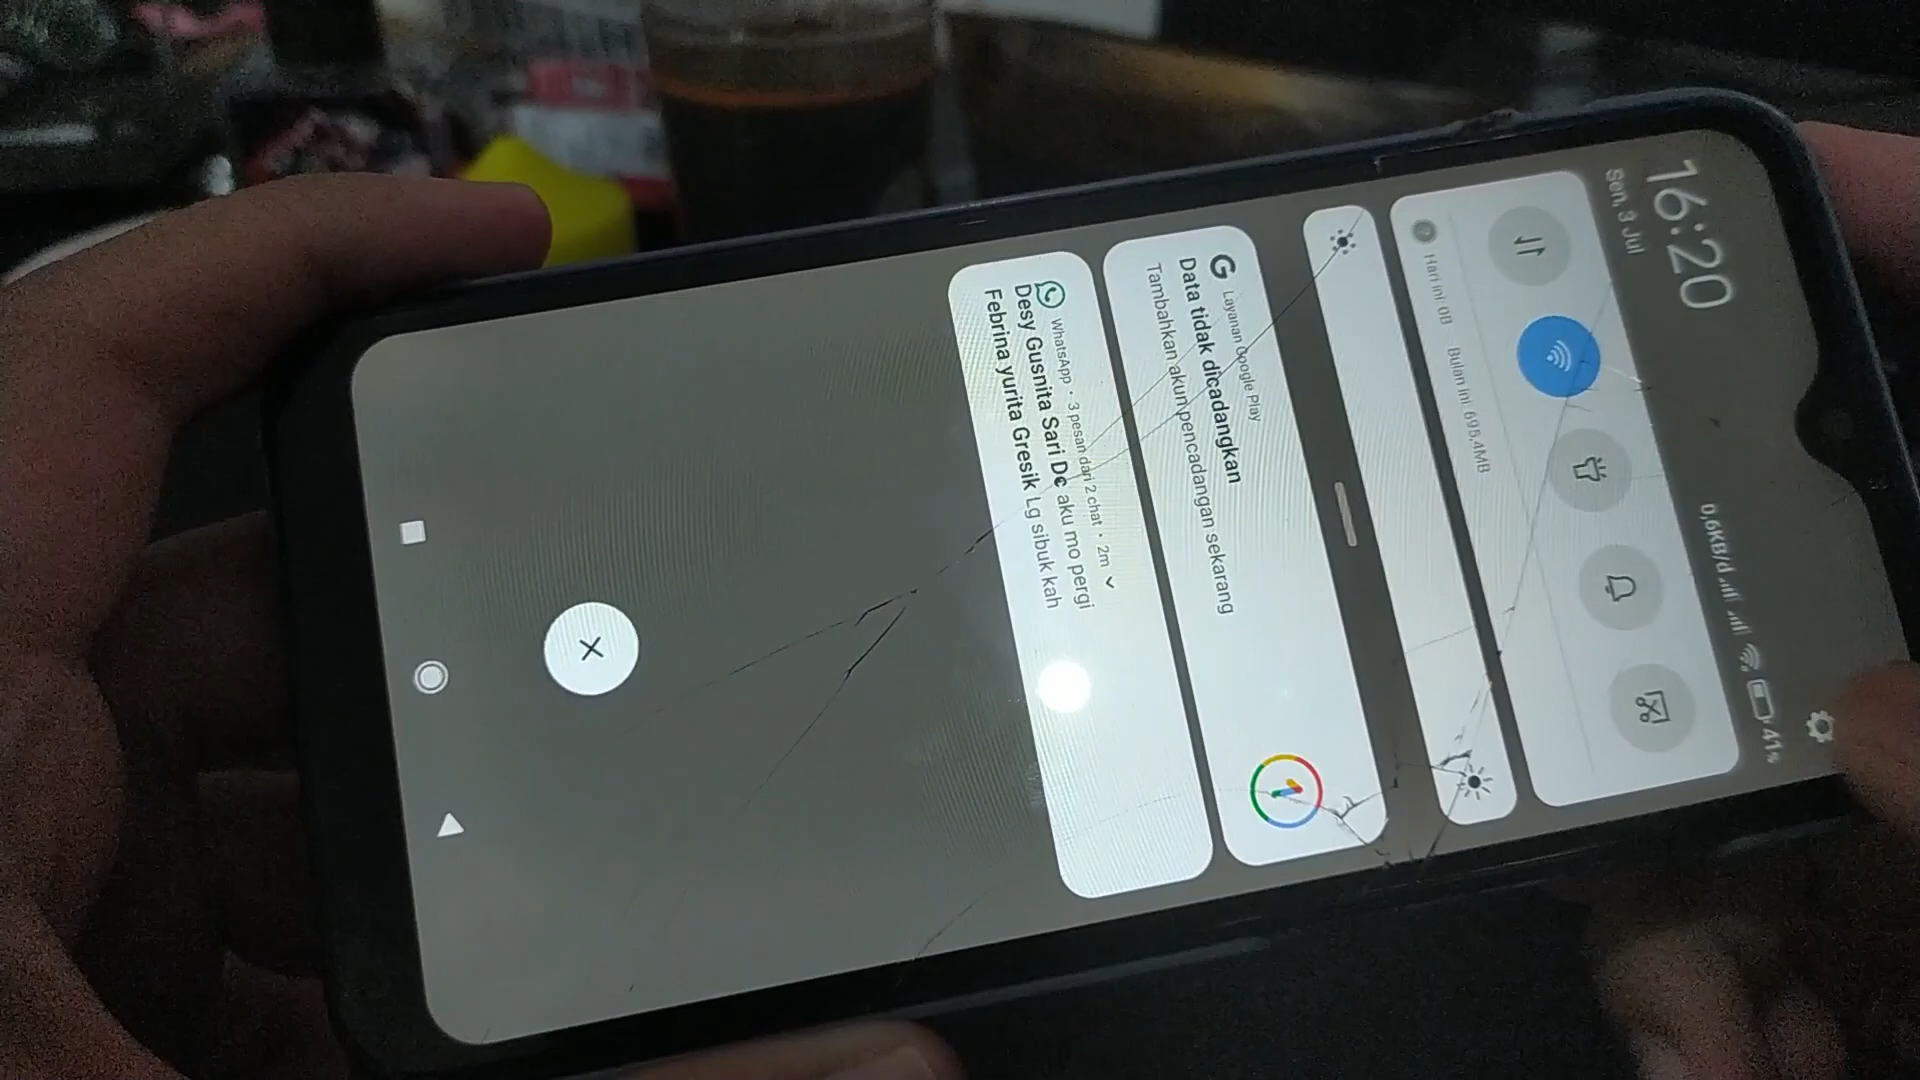 16:20
Sen, 3 Jul
0,6KB/d
41%
Hari ini: 0B
Bulan ini: 695,4MB
Layanan Google Play
Data tidak dicadangkan
Tambahkan akun pencadangan sekarang
WhatsApp • 3 pesan dari 2 chat • 2m
Desy Gusnita Sari Dc aku mo pergi
Febrina yurita Gresik Lg sibuk kah